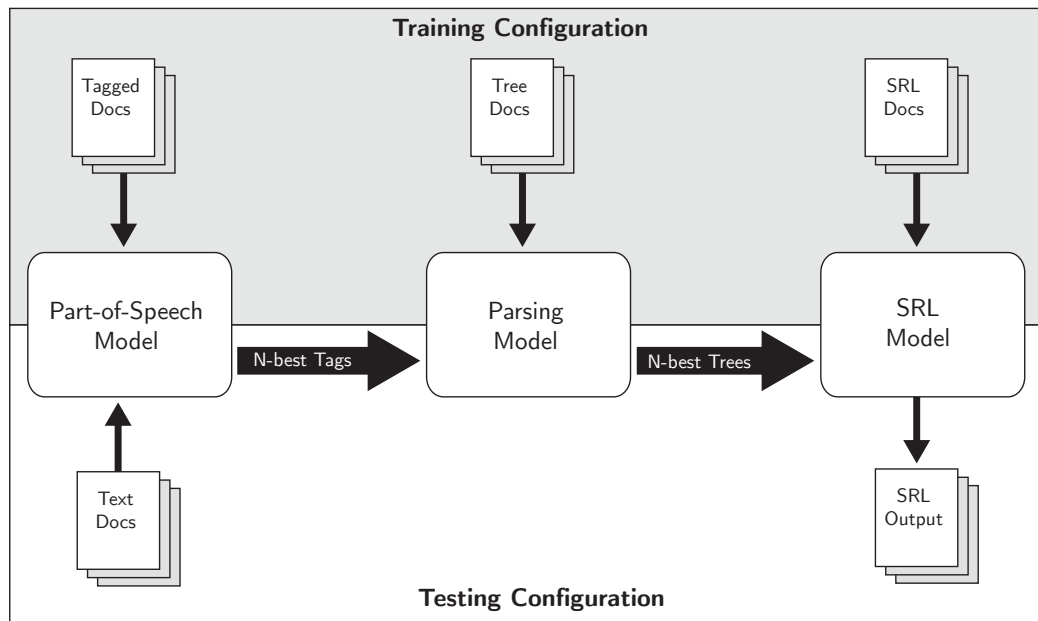 Training Configuration
Tagged
Docs
Tree
Docs
SRL
Docs
Part-of-Speech
Model
Parsing
Model
SRL
Model
N-best Tags
N-best Trees
Text
Docs
SRL
Output
Testing Configuration